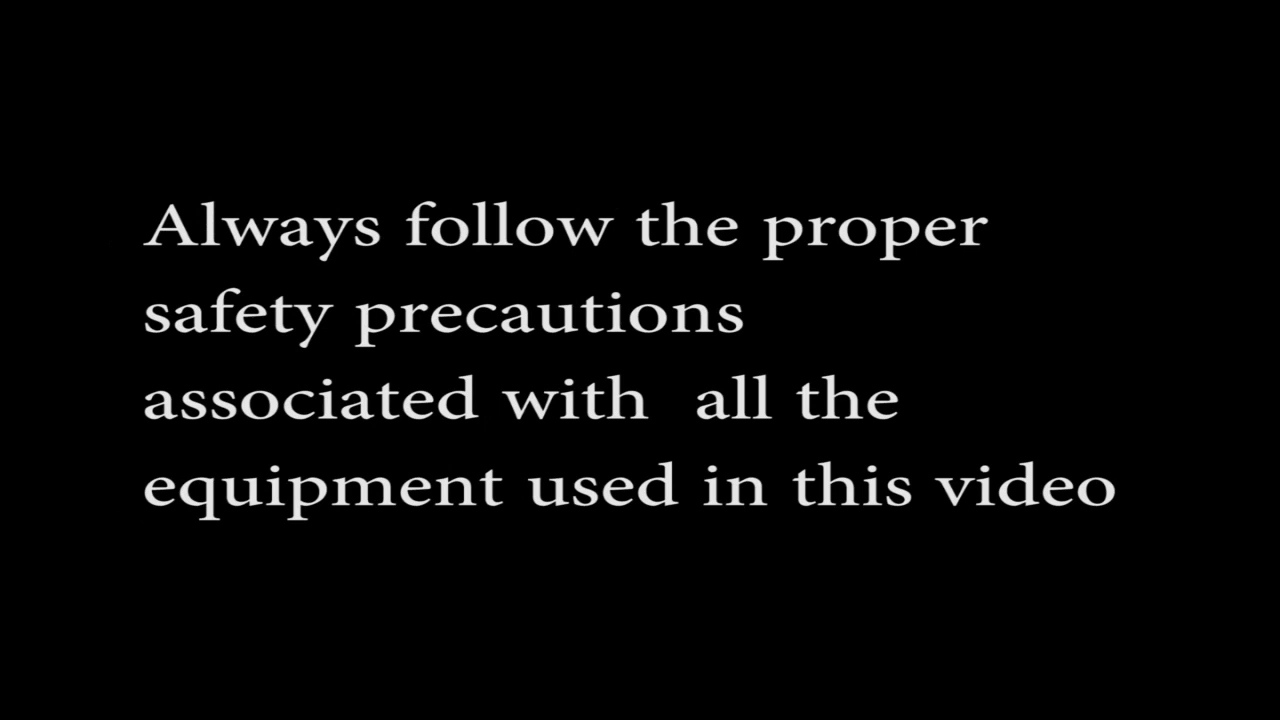 Always follow the proper
safety precautions
associated with  all the
equipment used in this video